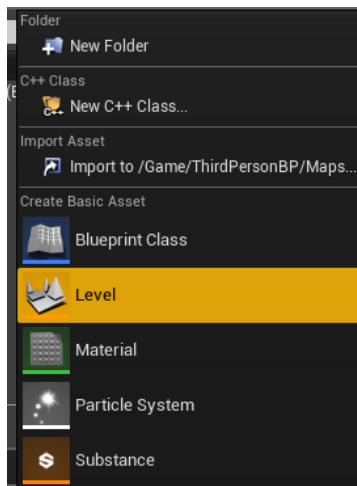 Folder
New Folder
C++ Class
C++
New C++ Class...
Import Asset
Import to /Game/ThirdPersonBP/Maps...
Create Basic Asset
Blueprint Class
Level
Material
Particle System
S
Substance